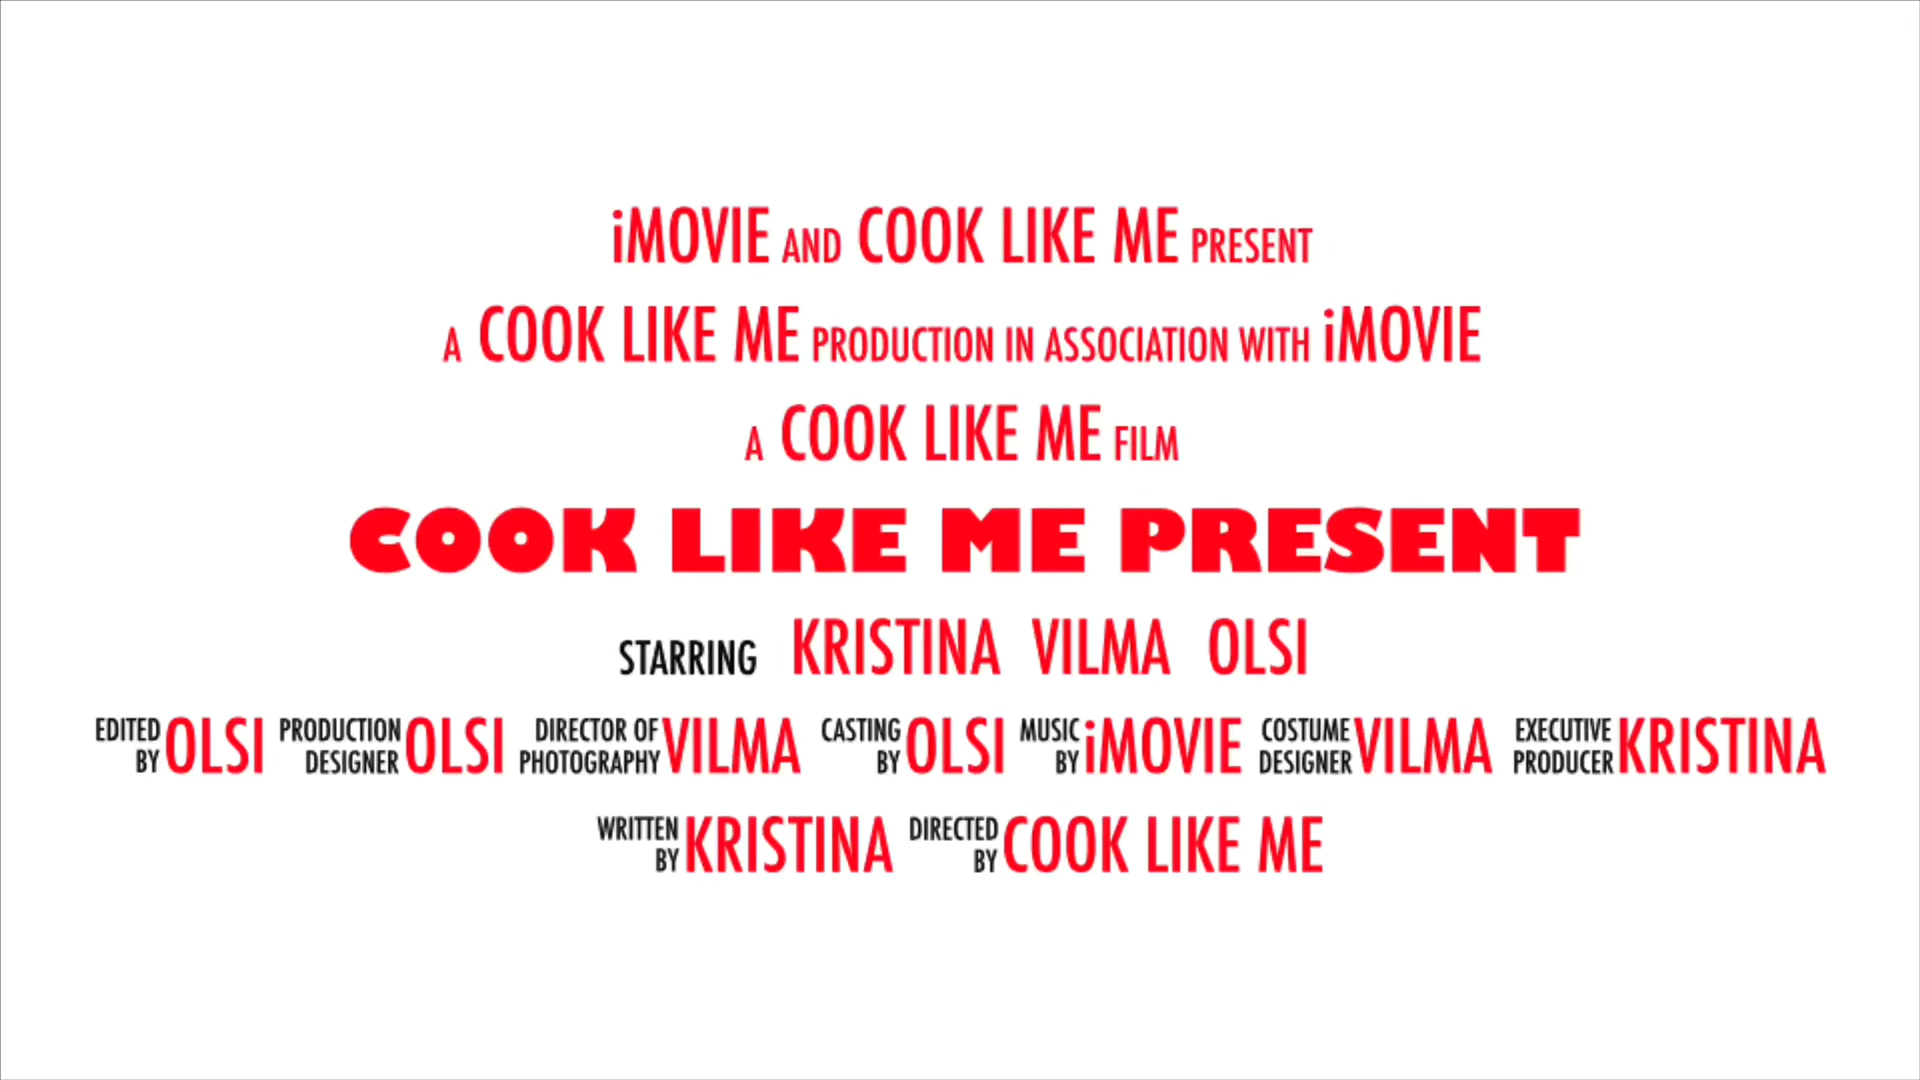 iMOVIE AND COOK LIKE ME PRESENT
A COOK LIKE ME PRODUCTION IN ASSOCIATION WITH iMOVIE
A COOK LIKE ME FILM
COOK LIKE ME PRESENT
STARRING KRISTINA VILMA OLSI
EDITED BY OLSI PRODUCTION DESIGNER OLSI DIRECTOR OF PHOTOGRAPHY VILMA CASTING BY OLSI MUSIC BY iMOVIE COSTUME DESIGNER VILMA EXECUTIVE PRODUCER KRISTINA
WRITTEN BY KRISTINA DIRECTED BY COOK LIKE ME